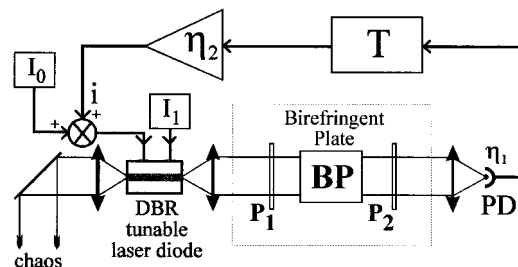 η₂
T
I₀
i
+
+
I₁
Birefringent
Plate
BP
P₁
P₂
η₁
PD
DBR
tunable
laser diode
chaos